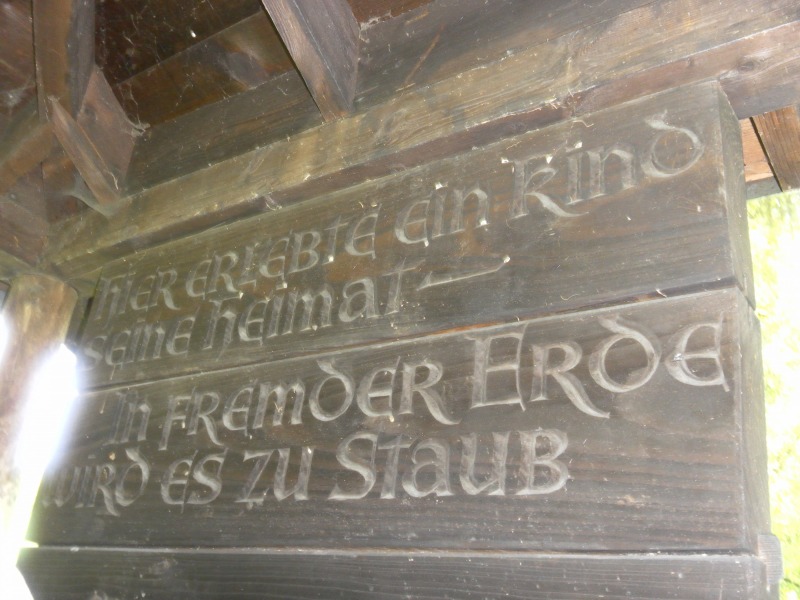 hier erlebte ein Kind
seine heimat –
In fremder Erde
wird es zu Staub